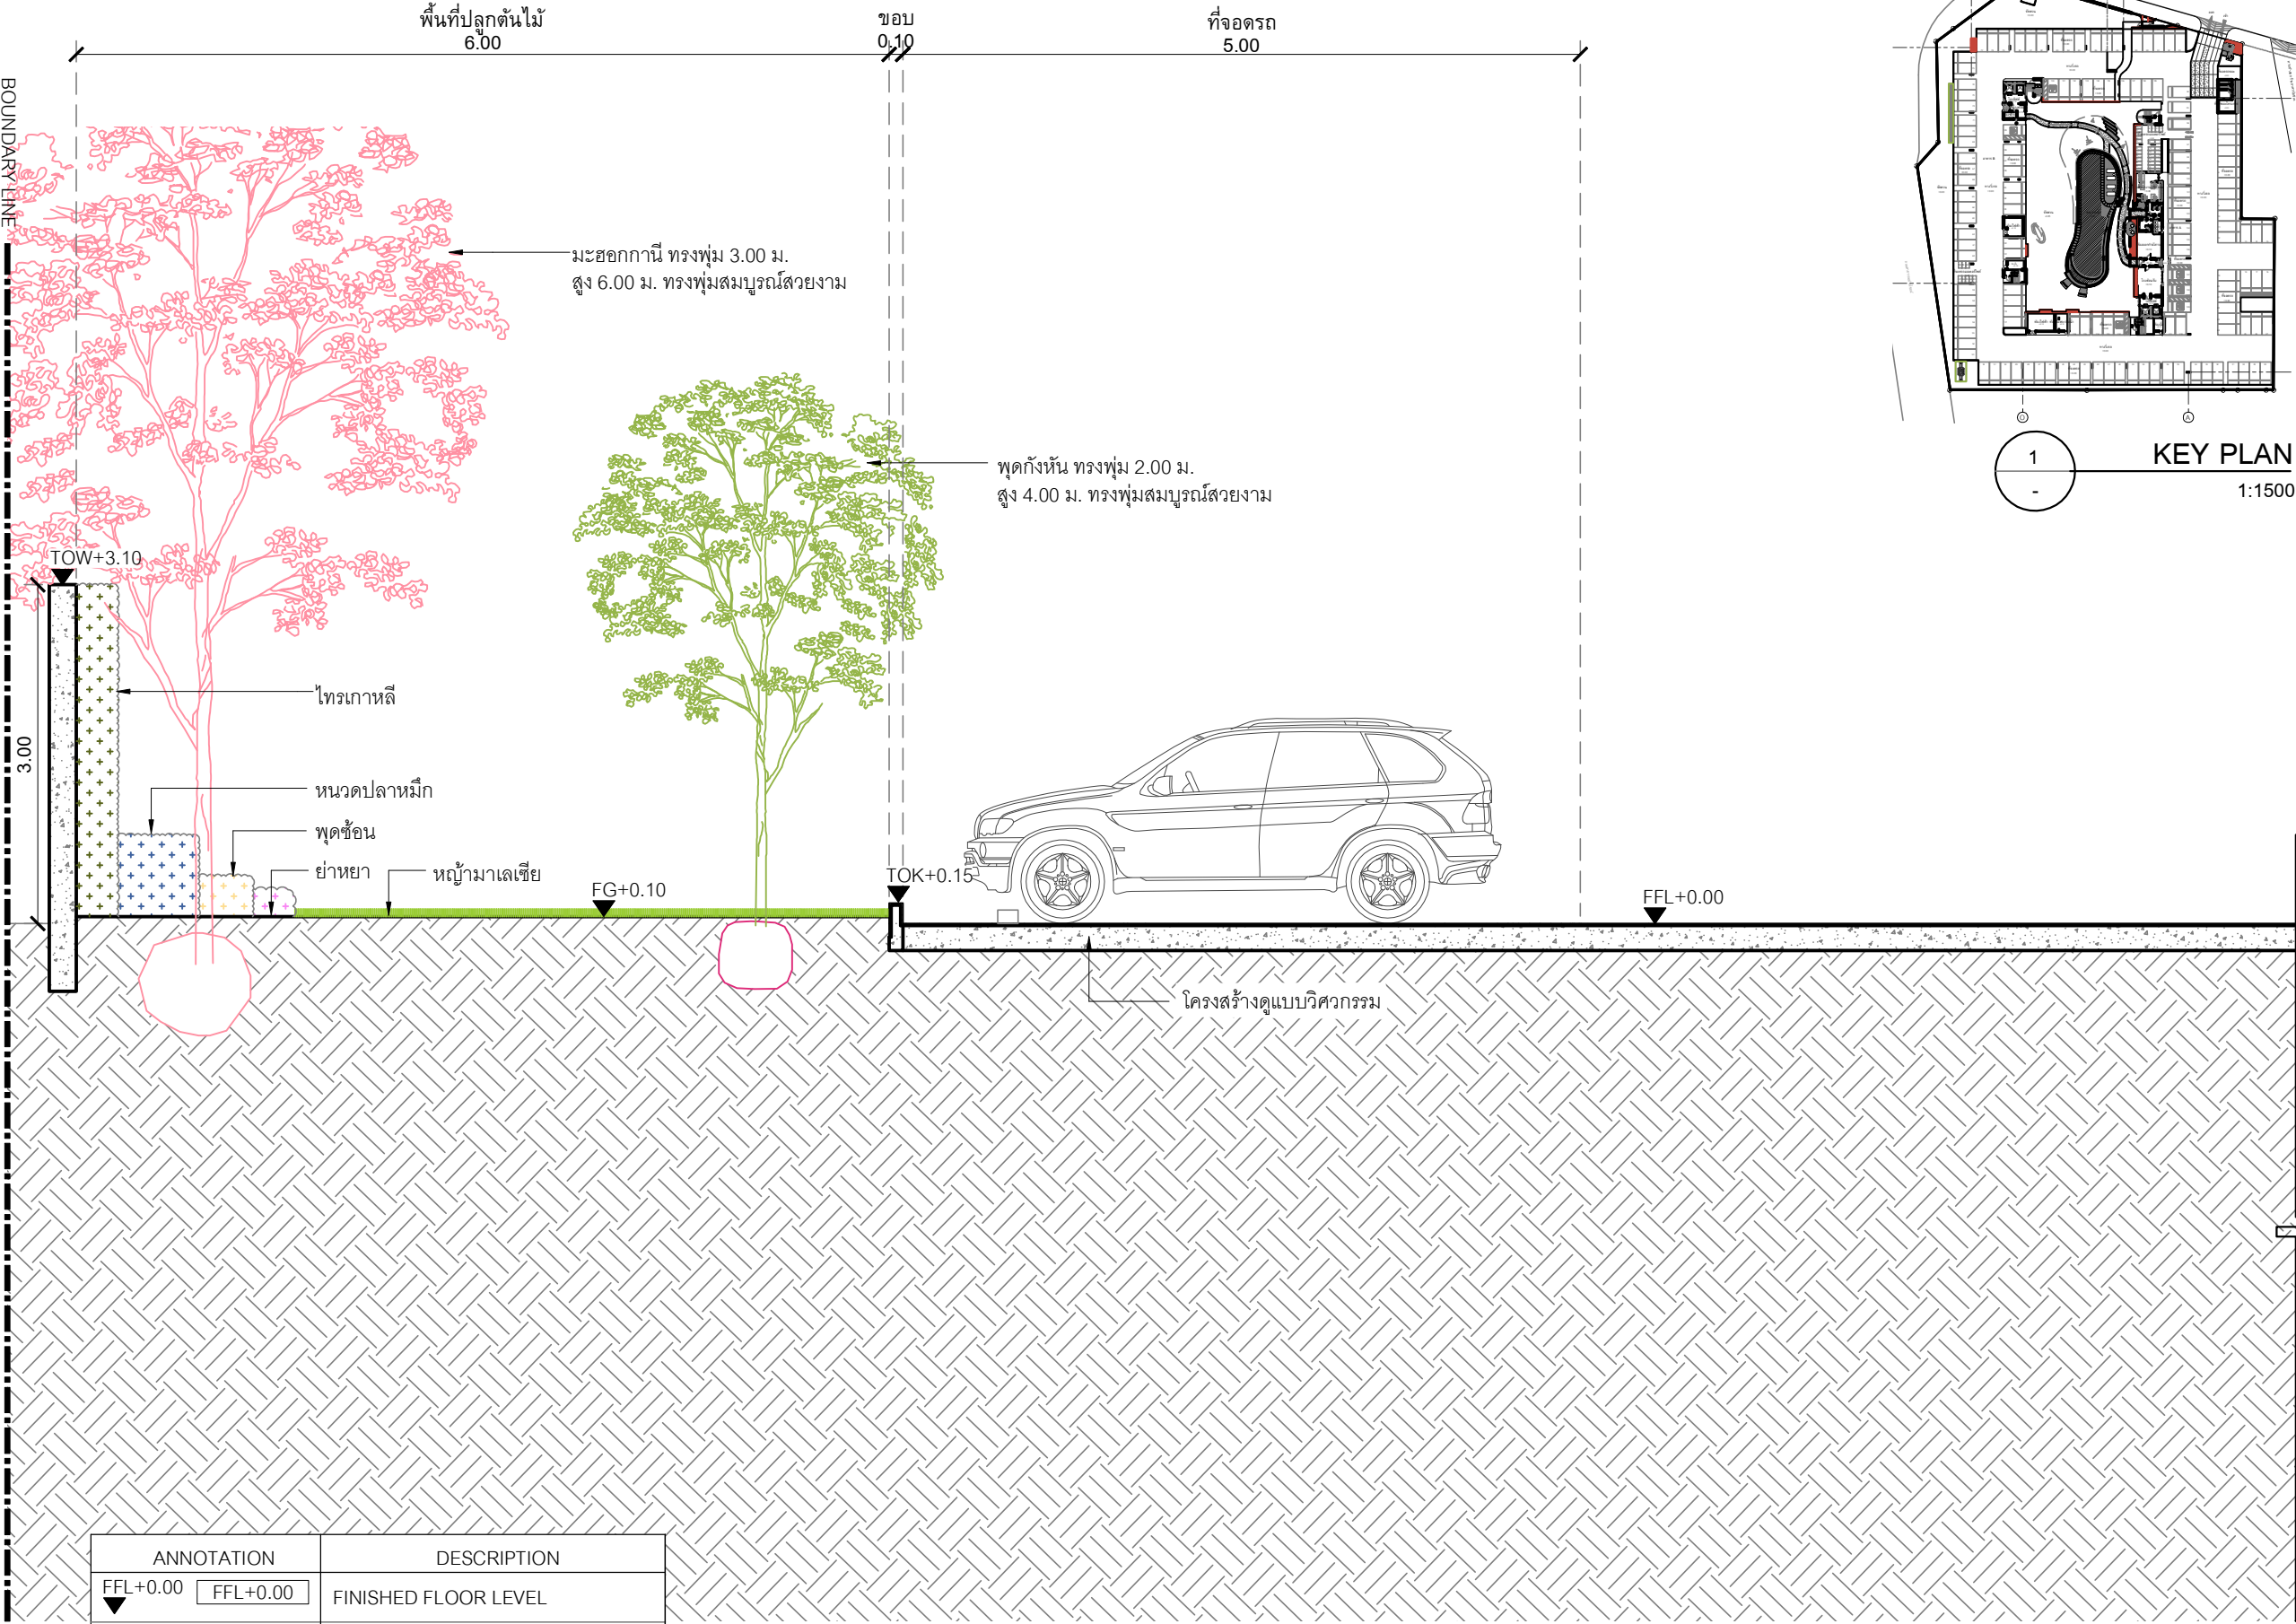 พื้นที่ปลูกต้นไม้
6.00
ขอบ
0.10
ที่จอดรถ
5.00
BOUNDARY LINE
มะฮอกกานี ทรงพุ่ม 3.00 ม.
สูง 6.00 ม. ทรงพุ่มสมบูรณ์สวยงาม
พุดกังหัน ทรงพุ่ม 2.00 ม.
สูง 4.00 ม. ทรงพุ่มสมบูรณ์สวยงาม
1
-
KEY PLAN
1:1500
TOW+3.10
3.00
ไทรเกาหลี
หนวดปลาหมึก
พุดซ้อน
ย่าหยา
หญ้ามาเลเซีย
FG+0.10
TOK+0.15
FFL+0.00
โครงสร้างดูแบบวิศวกรรม
ANNOTATION
DESCRIPTION
FFL+0.00
FFL+0.00
FINISHED FLOOR LEVEL